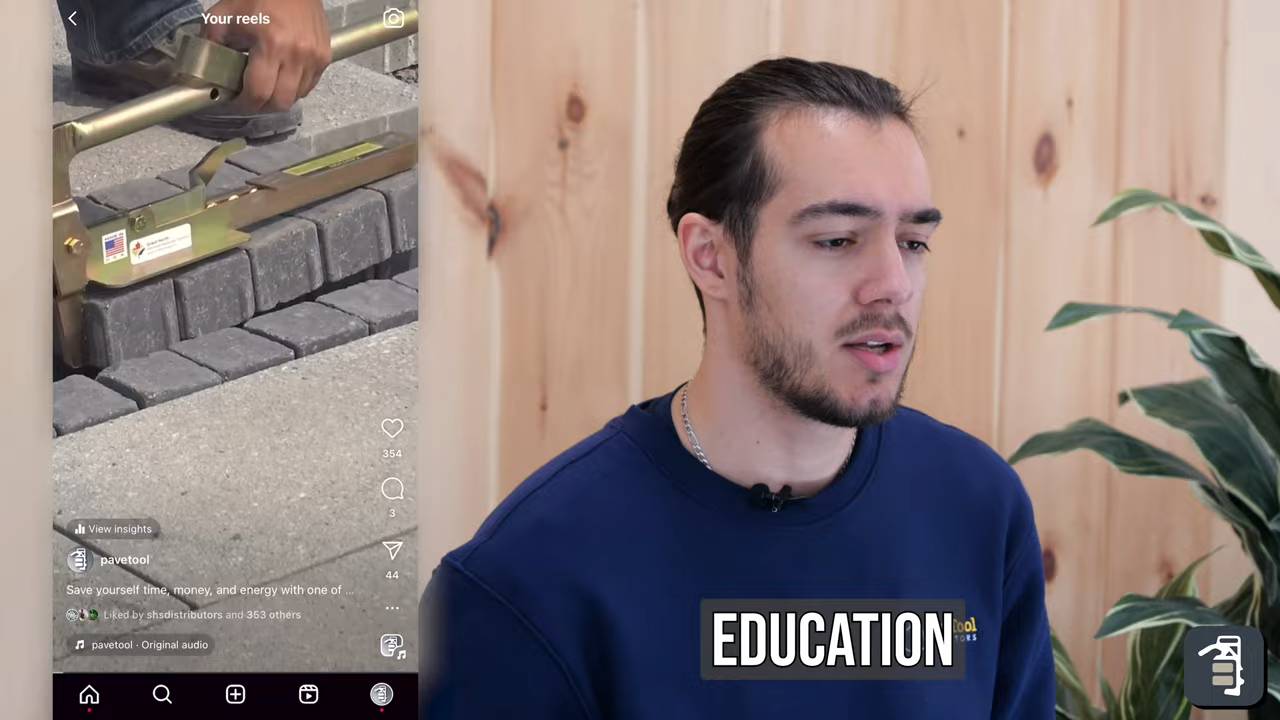 Your reels
354
3
View insights
44
pavetool
Save yourself time, money, and energy with one of ...
Liked by shsdistributors and 353 others
pavetool · Original audio
EDUCATION